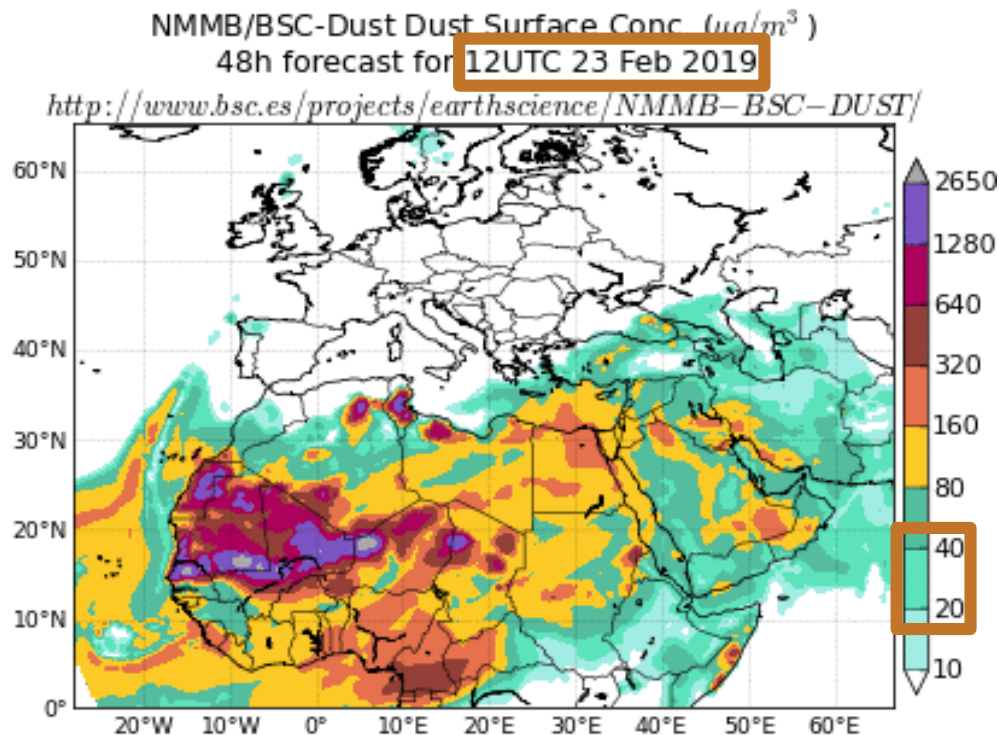 NMMB/BSC-Dust Dust Surface Conc. (μg/m³)
48h forecast for 12UTC 23 Feb 2019
http://www.bsc.es/projects/earthscience/NMMB−BSC−DUST/
60°N
50°N
40°N
30°N
20°N
10°N
0°
20°W
10°W
0°
10°E
20°E
30°E
40°E
50°E
60°E
2650
1280
640
320
160
80
40
20
10